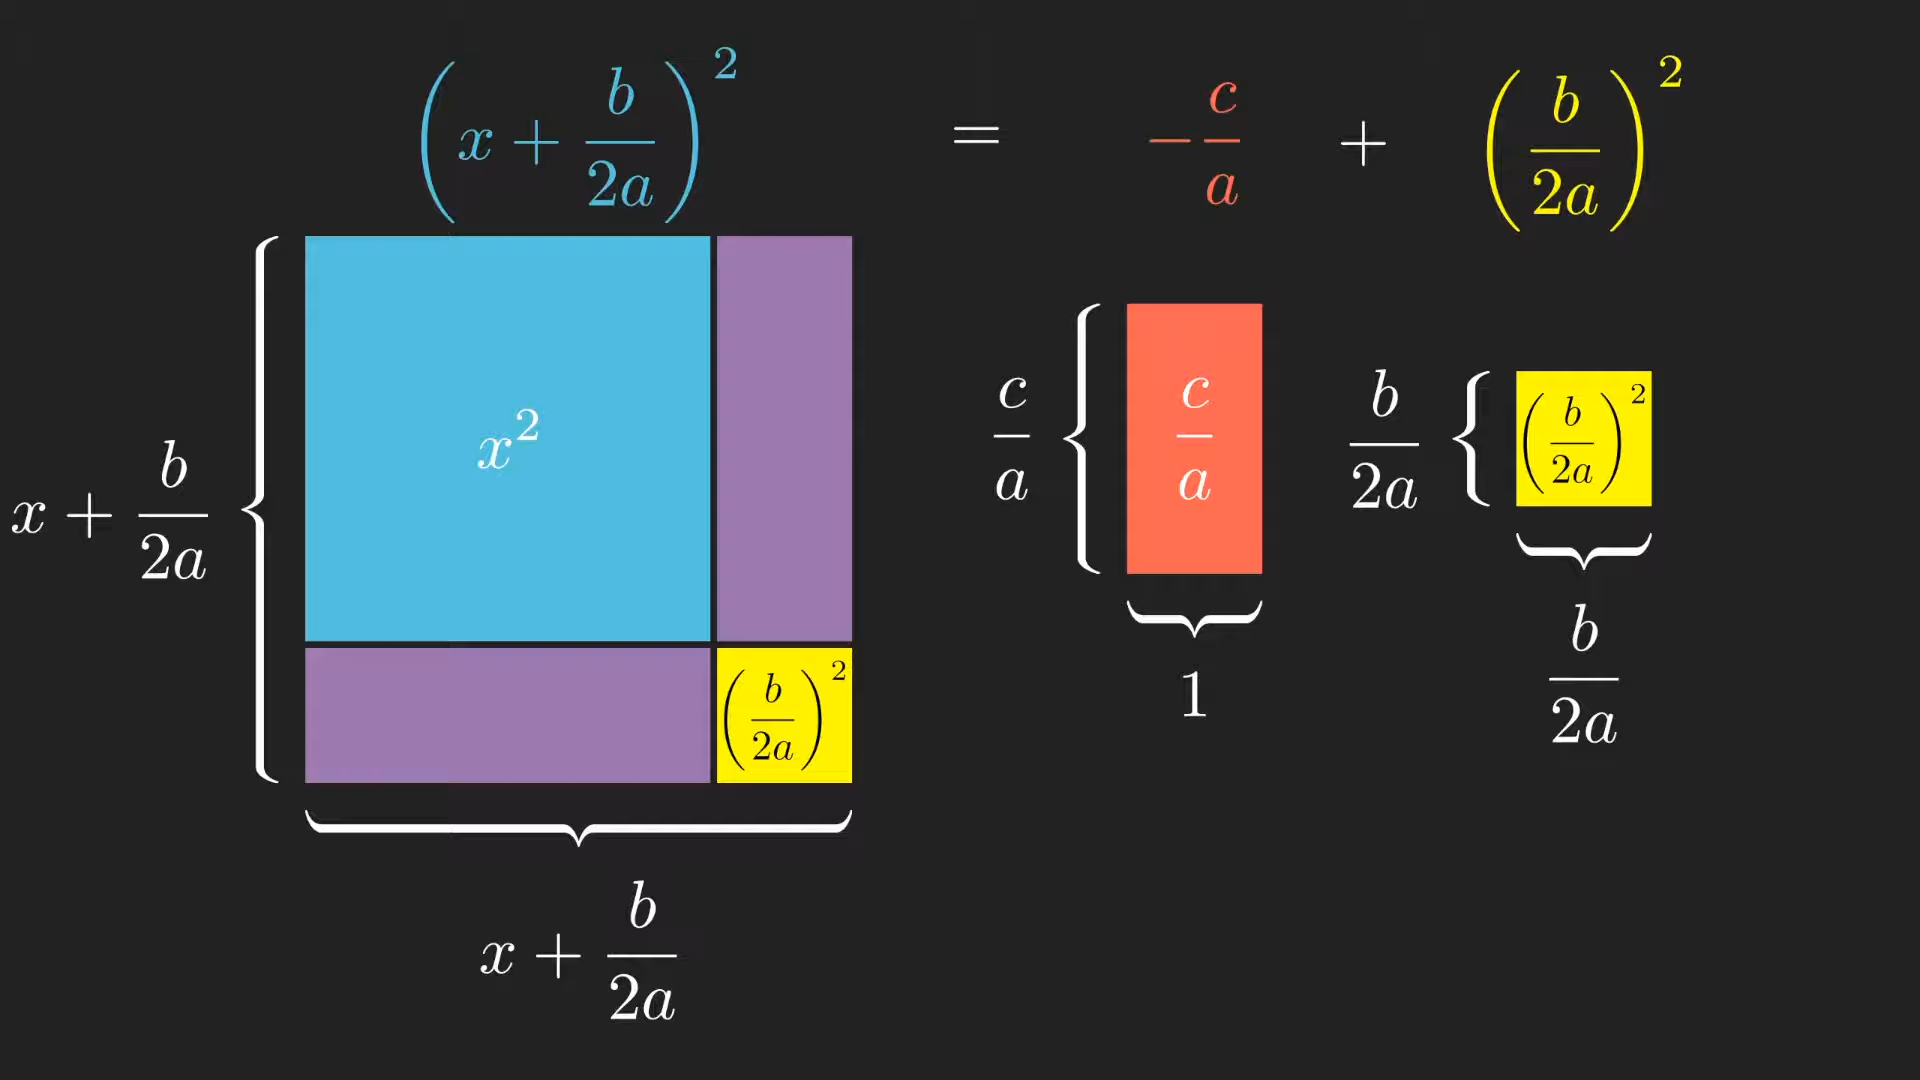 (x + b/2a)² = −c/a + (b/2a)²
x + b/2a
x²
(b/2a)²
x + b/2a
c/a
c/a
1
b/2a
(b/2a)²
b/2a